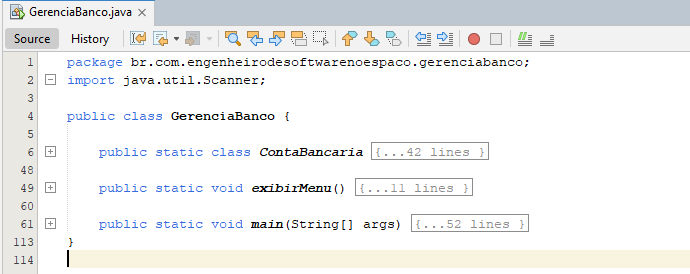 GerenciaBanco.java
Source History
1 package br.com.engenheirodesoftwarenoespaco.gerenciabanco;
2 import java.util.Scanner;
3
4 public class GerenciaBanco {
5
6 public static class ContaBancaria {...42 lines }
48
49 public static void exibirMenu() {...11 lines }
60
61 public static void main(String[] args) {...52 lines }
113 }
114